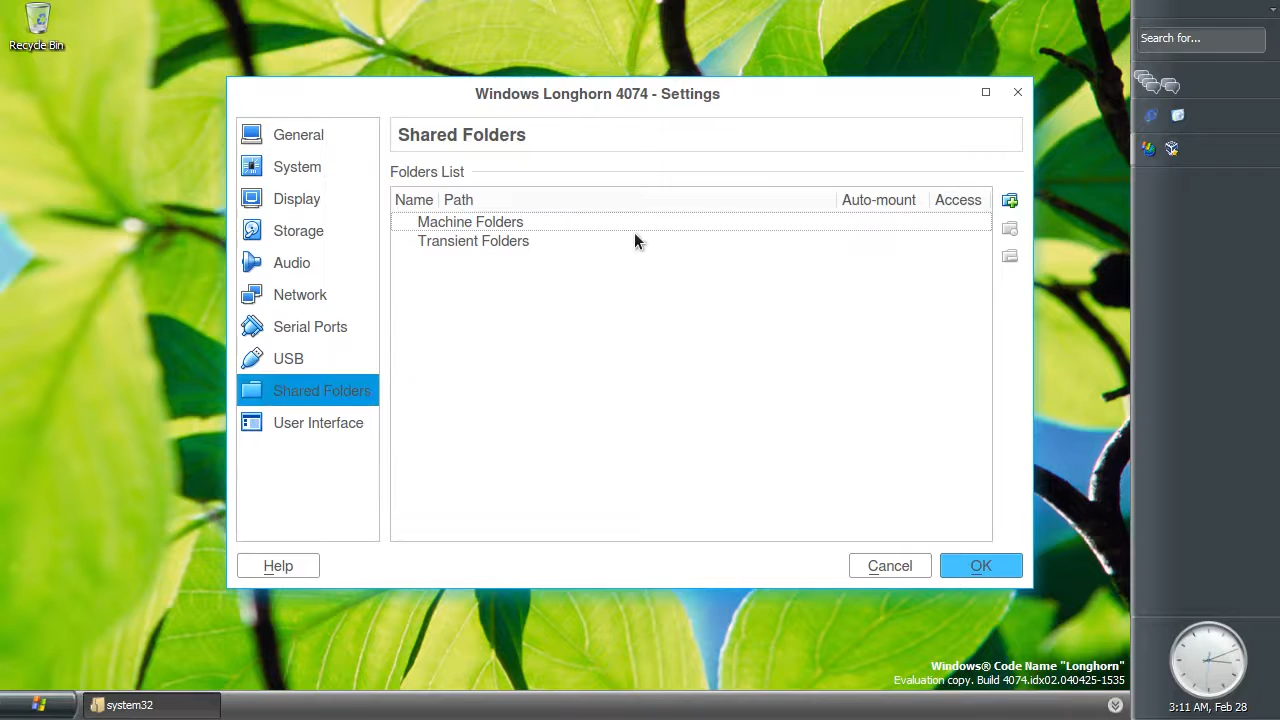 Recycle Bin
Windows Longhorn 4074 - Settings
General
System
Display
Storage
Audio
Network
Serial Ports
USB
Shared Folders
User Interface
Shared Folders
Folders List
Name Path Auto-mount Access
Machine Folders
Transient Folders
Help
Cancel
OK
Search for...
Windows® Code Name "Longhorn"
Evaluation copy. Build 4074.idx02.040425-1535
system32
3:11 AM, Feb 28